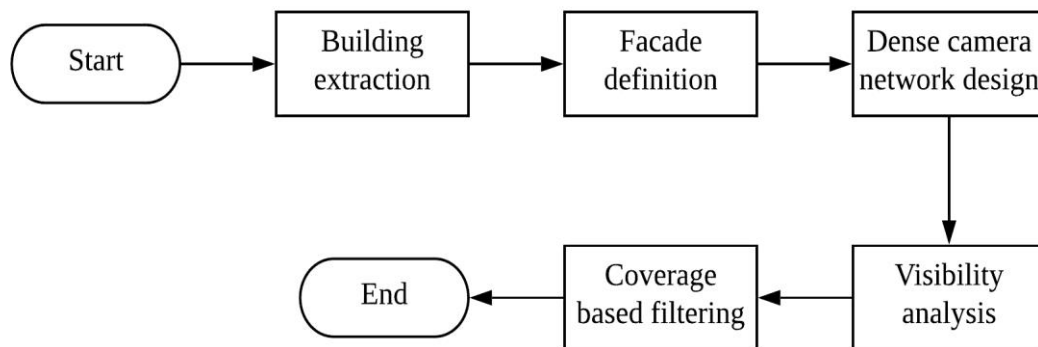 Start
Building
extraction
Facade
definition
Dense camera
network design
Visibility
analysis
Coverage
based filtering
End